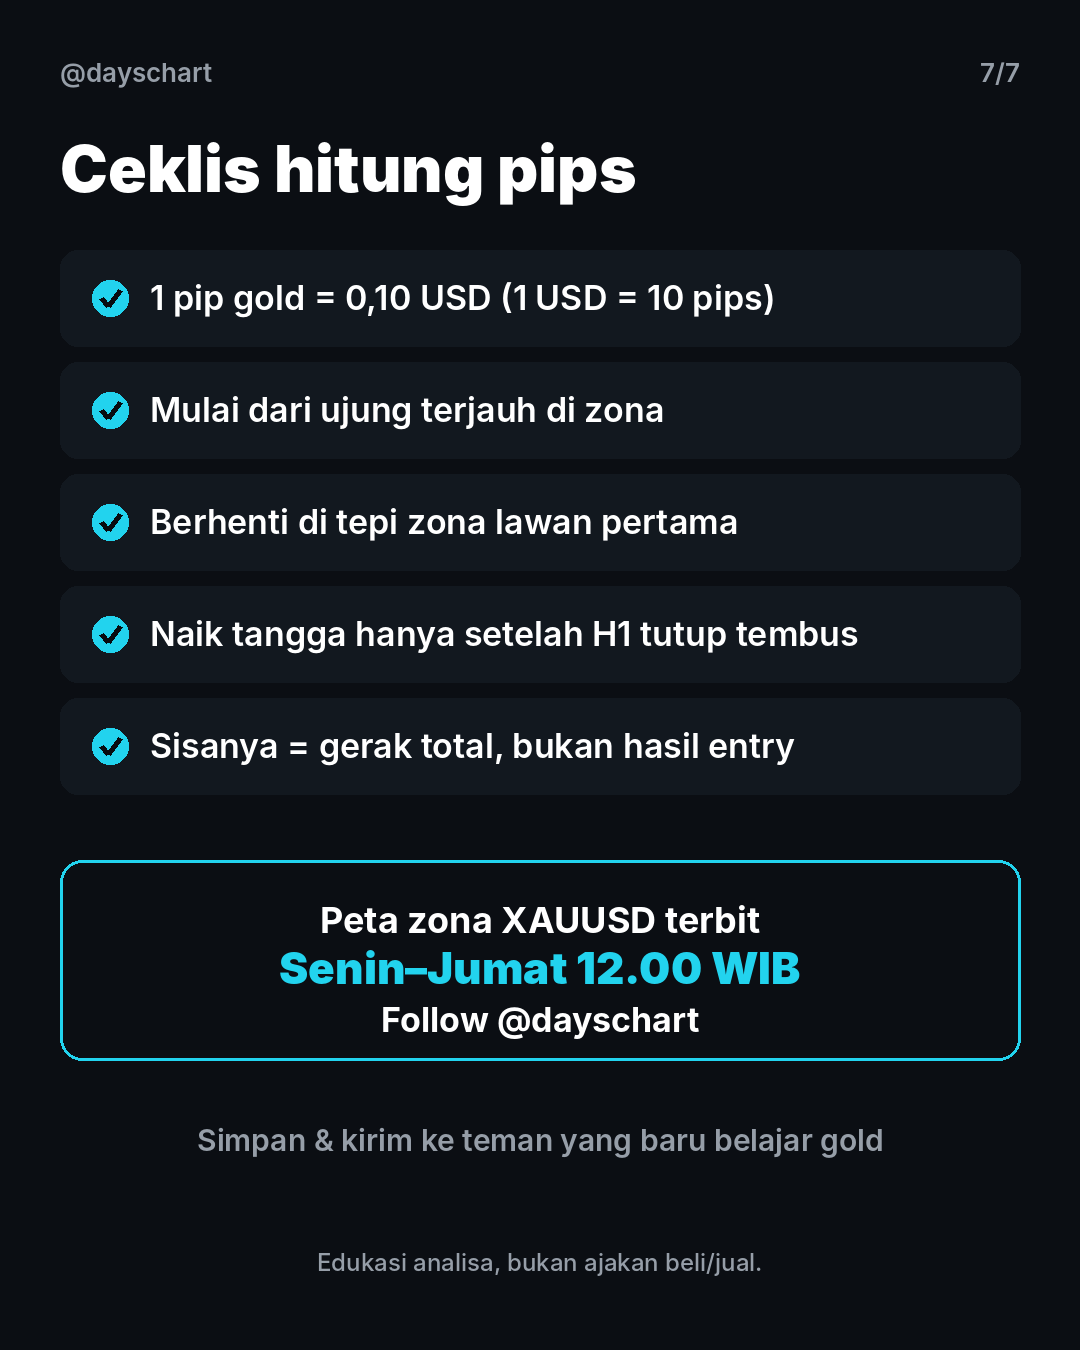 @dayschart
7/7
Ceklis hitung pips
1 pip gold = 0,10 USD (1 USD = 10 pips)
Mulai dari ujung terjauh di zona
Berhenti di tepi zona lawan pertama
Naik tangga hanya setelah H1 tutup tembus
Sisanya = gerak total, bukan hasil entry
Peta zona XAUUSD terbit
Senin–Jumat 12.00 WIB
Follow @dayschart
Simpan & kirim ke teman yang baru belajar gold
Edukasi analisa, bukan ajakan beli/jual.